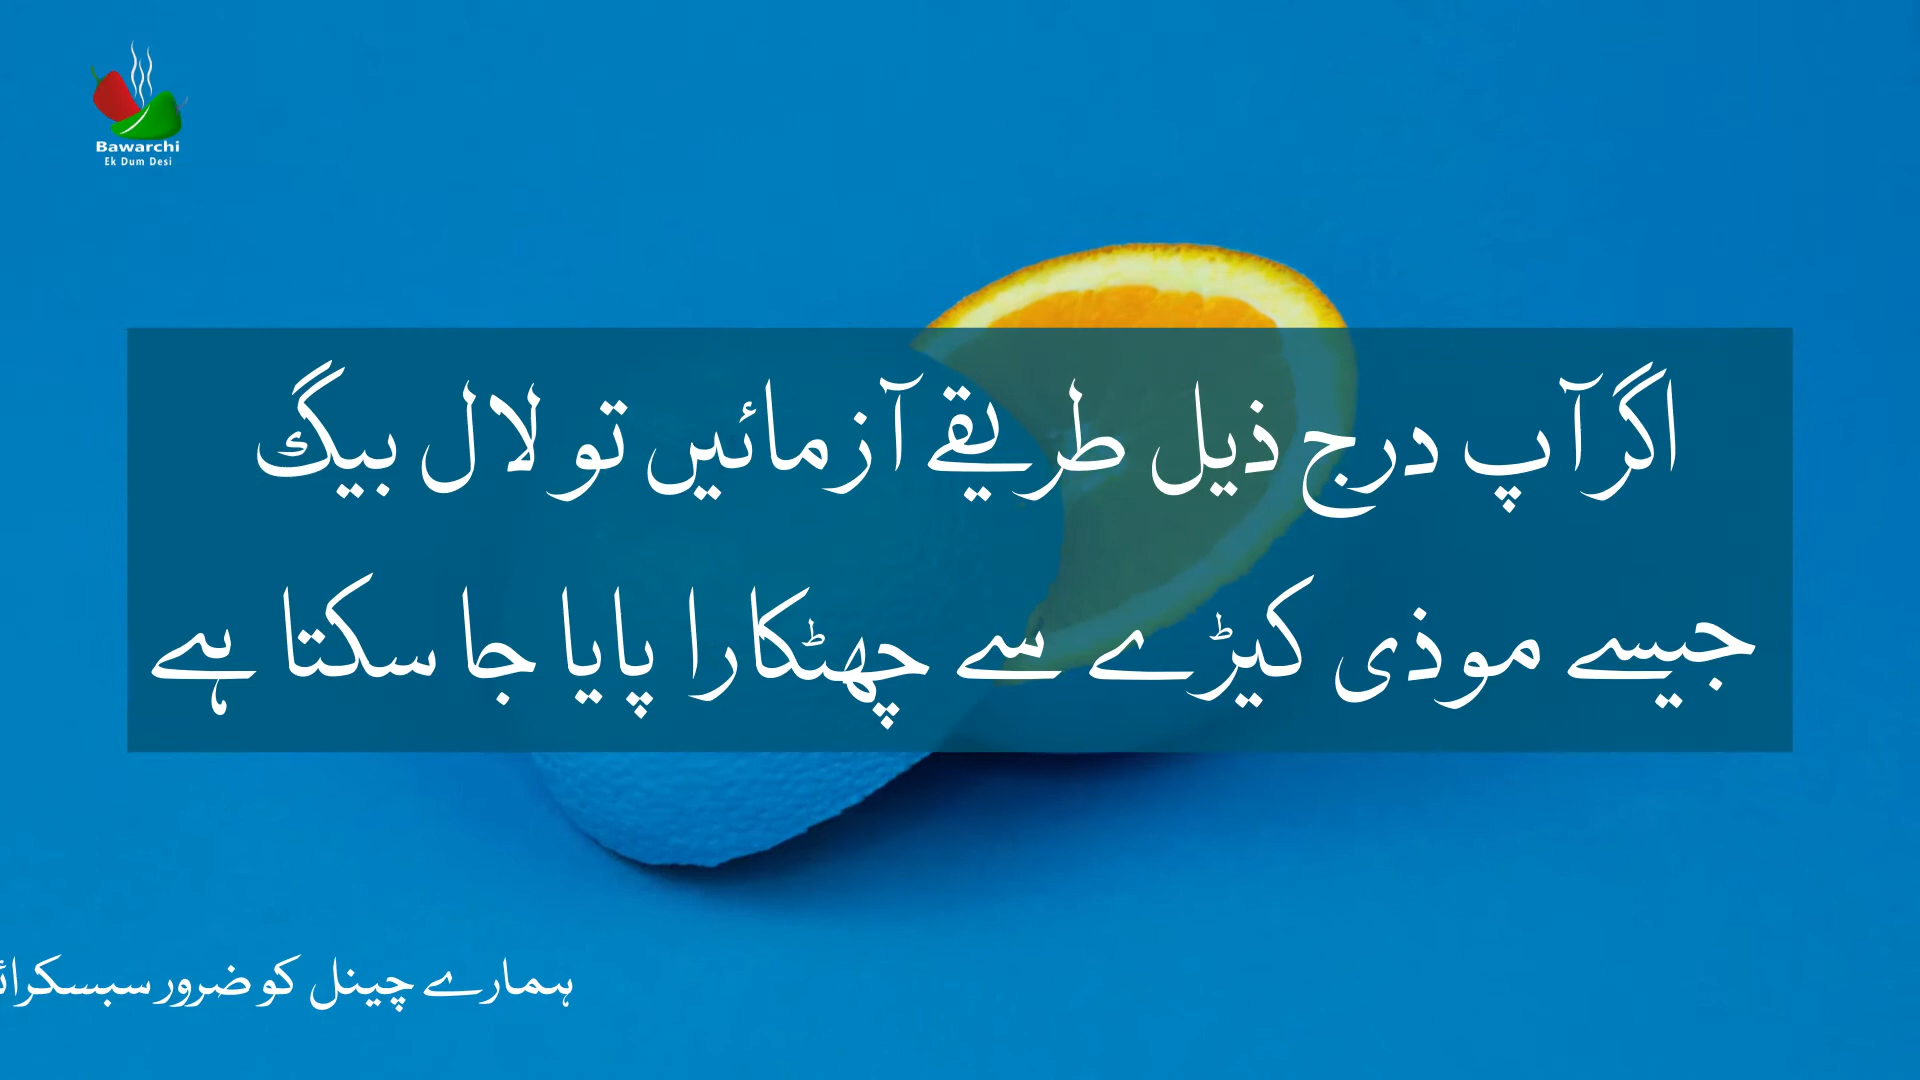 Bawarchi
Ek Dum Desi
اگر آپ درج ذیل طریقے آزمائیں تو لال بیگ
جیسے موذی کیڑے سے چھٹکارا پایا جا سکتا ہے
ہمارے چینل کو ضرور